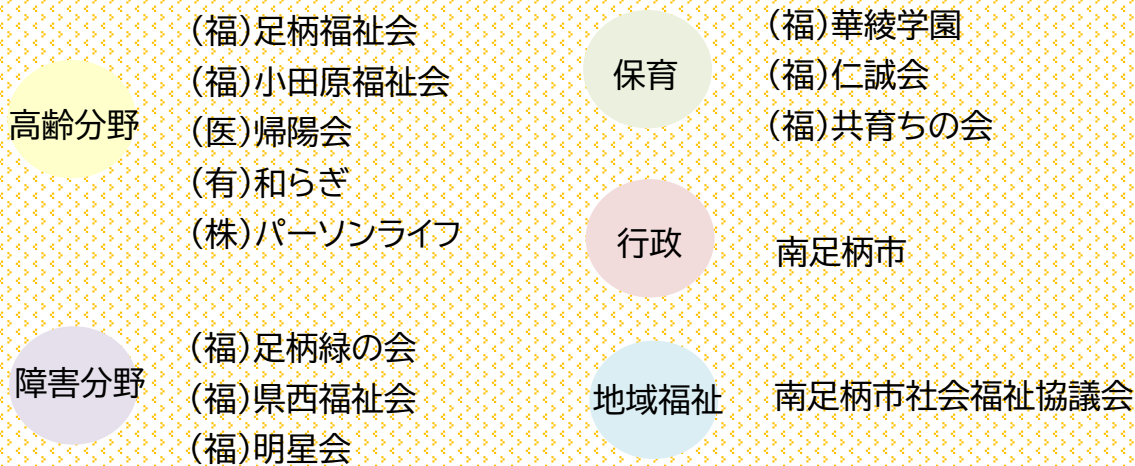 高齢分野
(福)足柄福祉会
(福)小田原福祉会
(医)帰陽会
(有)和らぎ
(株)パーソンライフ
障害分野
(福)足柄緑の会
(福)県西福祉会
(福)明星会
保育
(福)華綾学園
(福)仁誠会
(福)共育ちの会
行政
南足柄市
地域福祉
南足柄市社会福祉協議会